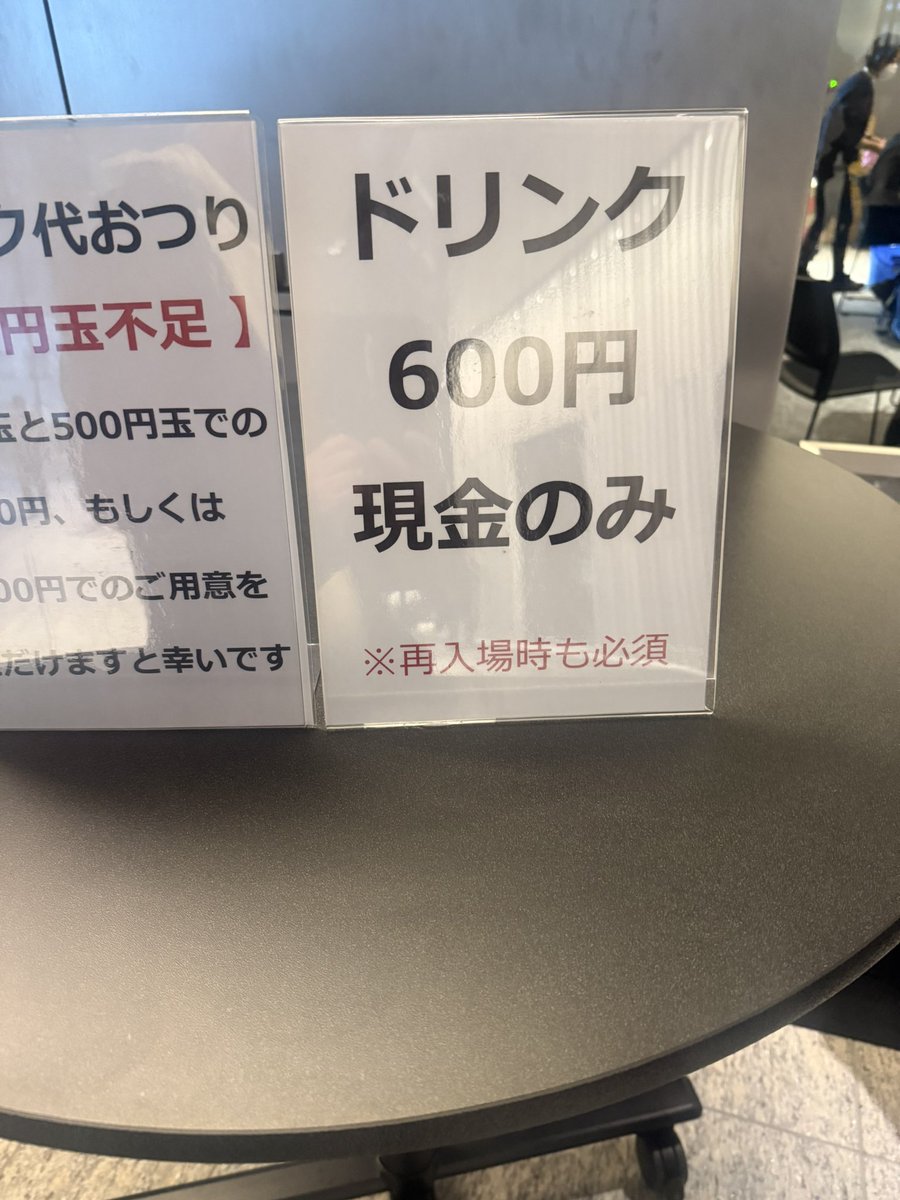 ク代おつり
円玉不足】
玉と500円玉での
0円、もしくは
00円でのご用意を
だけますと幸いです
ドリンク
600円
現金のみ
※再入場時も必須